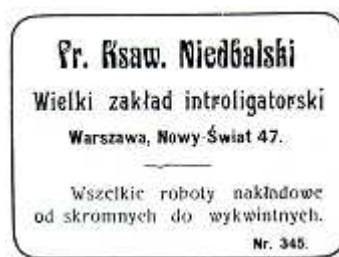 Fr. Ksaw. Niedbalski
Wielki zakład introligatorski
Warszawa, Nowy-Świat 47.
Wszelkie roboty nakładowe
od skromnych do wykwintnych.
Nr. 345.